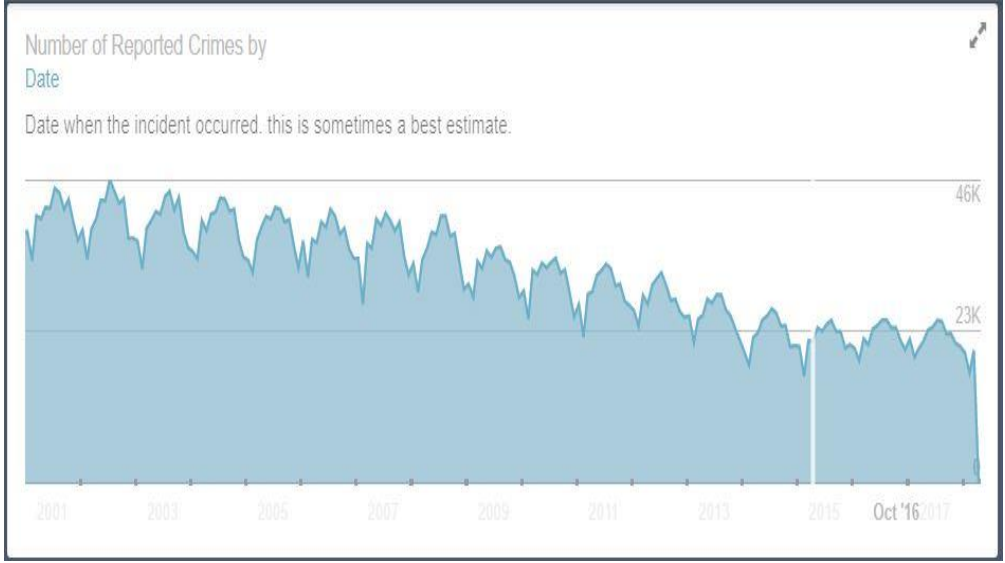 Number of Reported Crimes by
Date
Date when the incident occurred. this is sometimes a best estimate.
46K
23K
2001 2003 2005 2007 2009 2011 2013 2015 Oct '16 2017